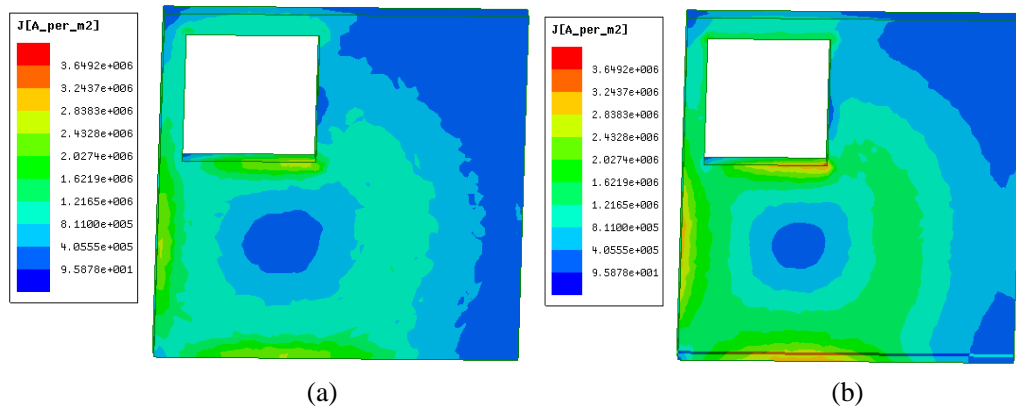 J[A_per_m2]
3.6492e+006
3.2437e+006
2.8383e+006
2.4328e+006
2.0274e+006
1.6219e+006
1.2165e+006
8.1100e+005
4.0555e+005
9.5878e+001
(a)
J[A_per_m2]
3.6492e+006
3.2437e+006
2.8383e+006
2.4328e+006
2.0274e+006
1.6219e+006
1.2165e+006
8.1100e+005
4.0555e+005
9.5878e+001
(b)